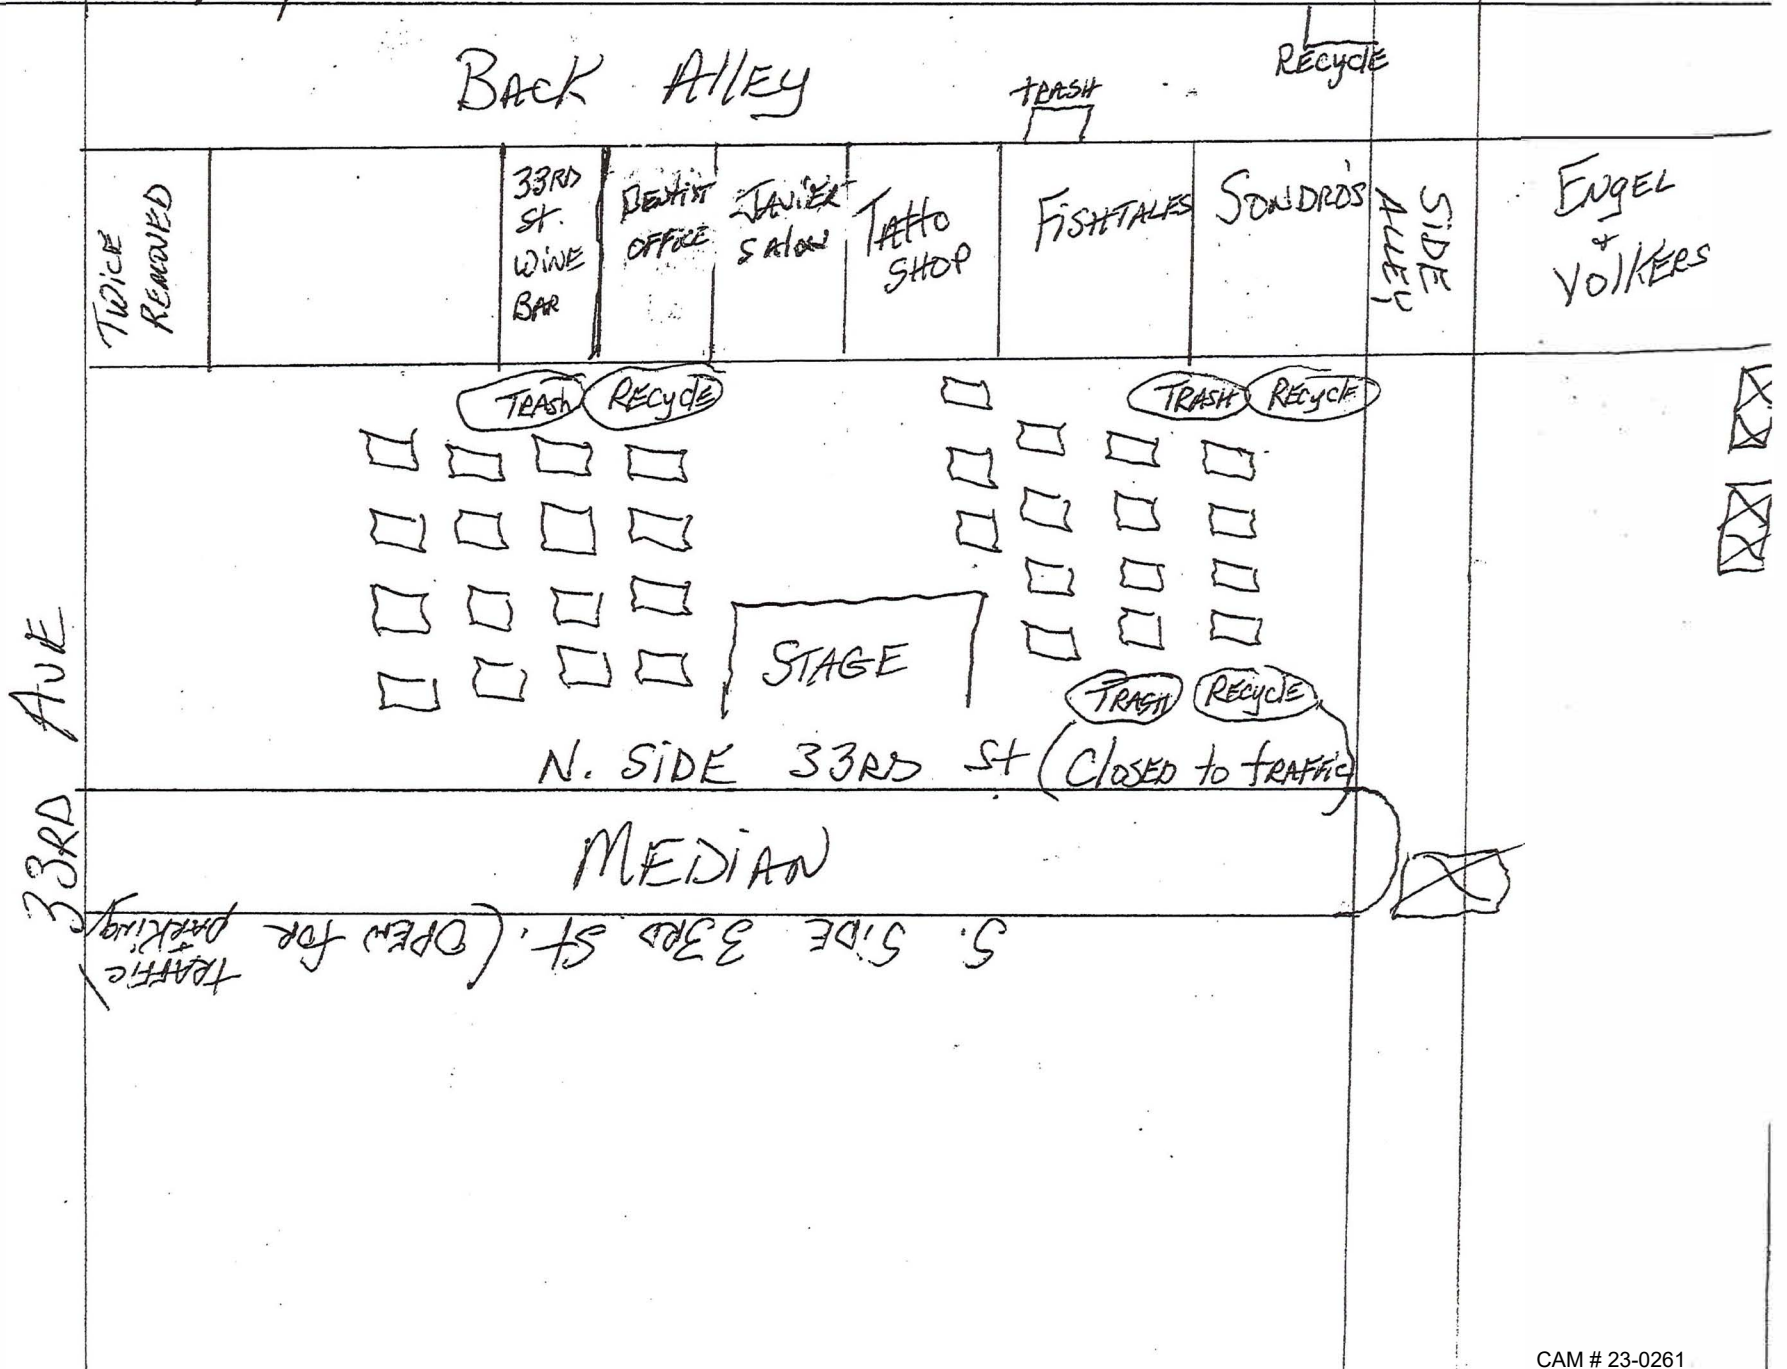 RECycLE
BACK AllEy
tRASH
TWiCE
REMOVED
33RD
St.
WiNE
BAR
DENTIST
OFFiCE
JAViER
SAlON
TAttO
SHOP
FiSHTALES
SONDRO'S
SiDE
ALLEY
ENgEL
+
VOlKERS
TRASH
RECycLE
TRASH
RECycLE
STAGE
TRASH
RECycLE
N. SiDE 33RD St (ClOSED to tRAFFiC)
33RD AVE
MEDiAN
S. SiDE 33RD St. (OPEN foR
TRAFFiC
+
PARKiNg)
CAM # 23-0261